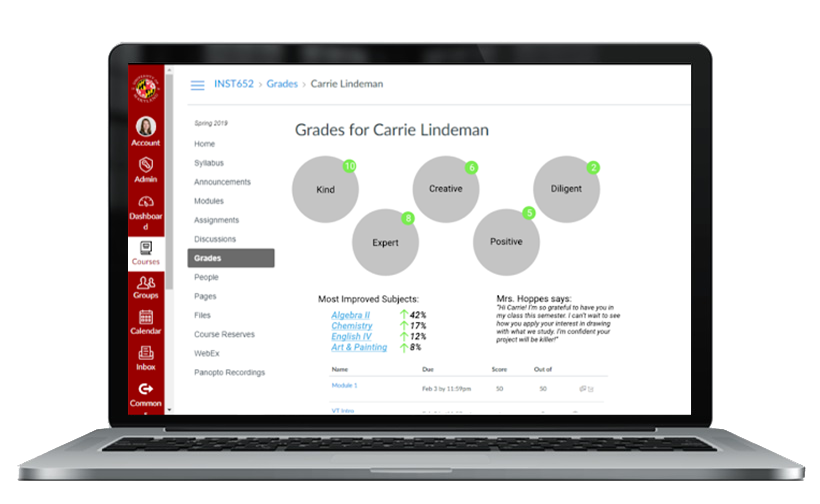 INST652 > Grades > Carrie Lindeman
Account
Admin
Dashboar
d
Courses
Groups
Calendar
Inbox
Common
Spring 2019
Home
Syllabus
Announcements
Modules
Assignments
Discussions
Grades
People
Pages
Files
Course Reserves
WebEx
Panopto Recordings
Grades for Carrie Lindeman
10
Kind
6
Creative
2
Diligent
8
Expert
5
Positive
Most Improved Subjects:
Algebra II ↑ 42%
Chemistry ↑ 17%
English IV ↑ 12%
Art & Painting ↑ 8%
Mrs. Hoppes says:
"Hi Carrie! I'm so grateful to have you in
my class this semester. I can't wait to see
how you apply your interest in drawing
with what we study. I'm confident your
project will be killer!"
Name Due Score Out of
Module 1 Feb 3 by 11:59pm 50 50
VT Intro